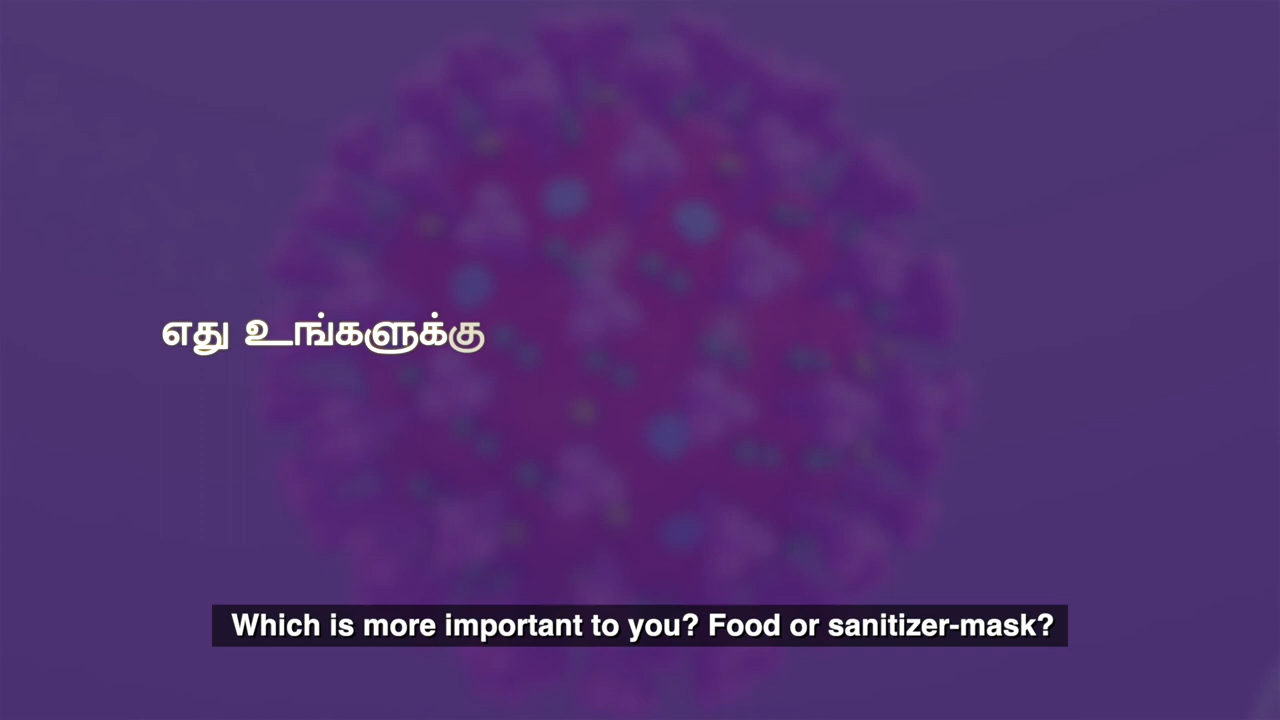 எது உங்களுக்கு
Which is more important to you? Food or sanitizer-mask?